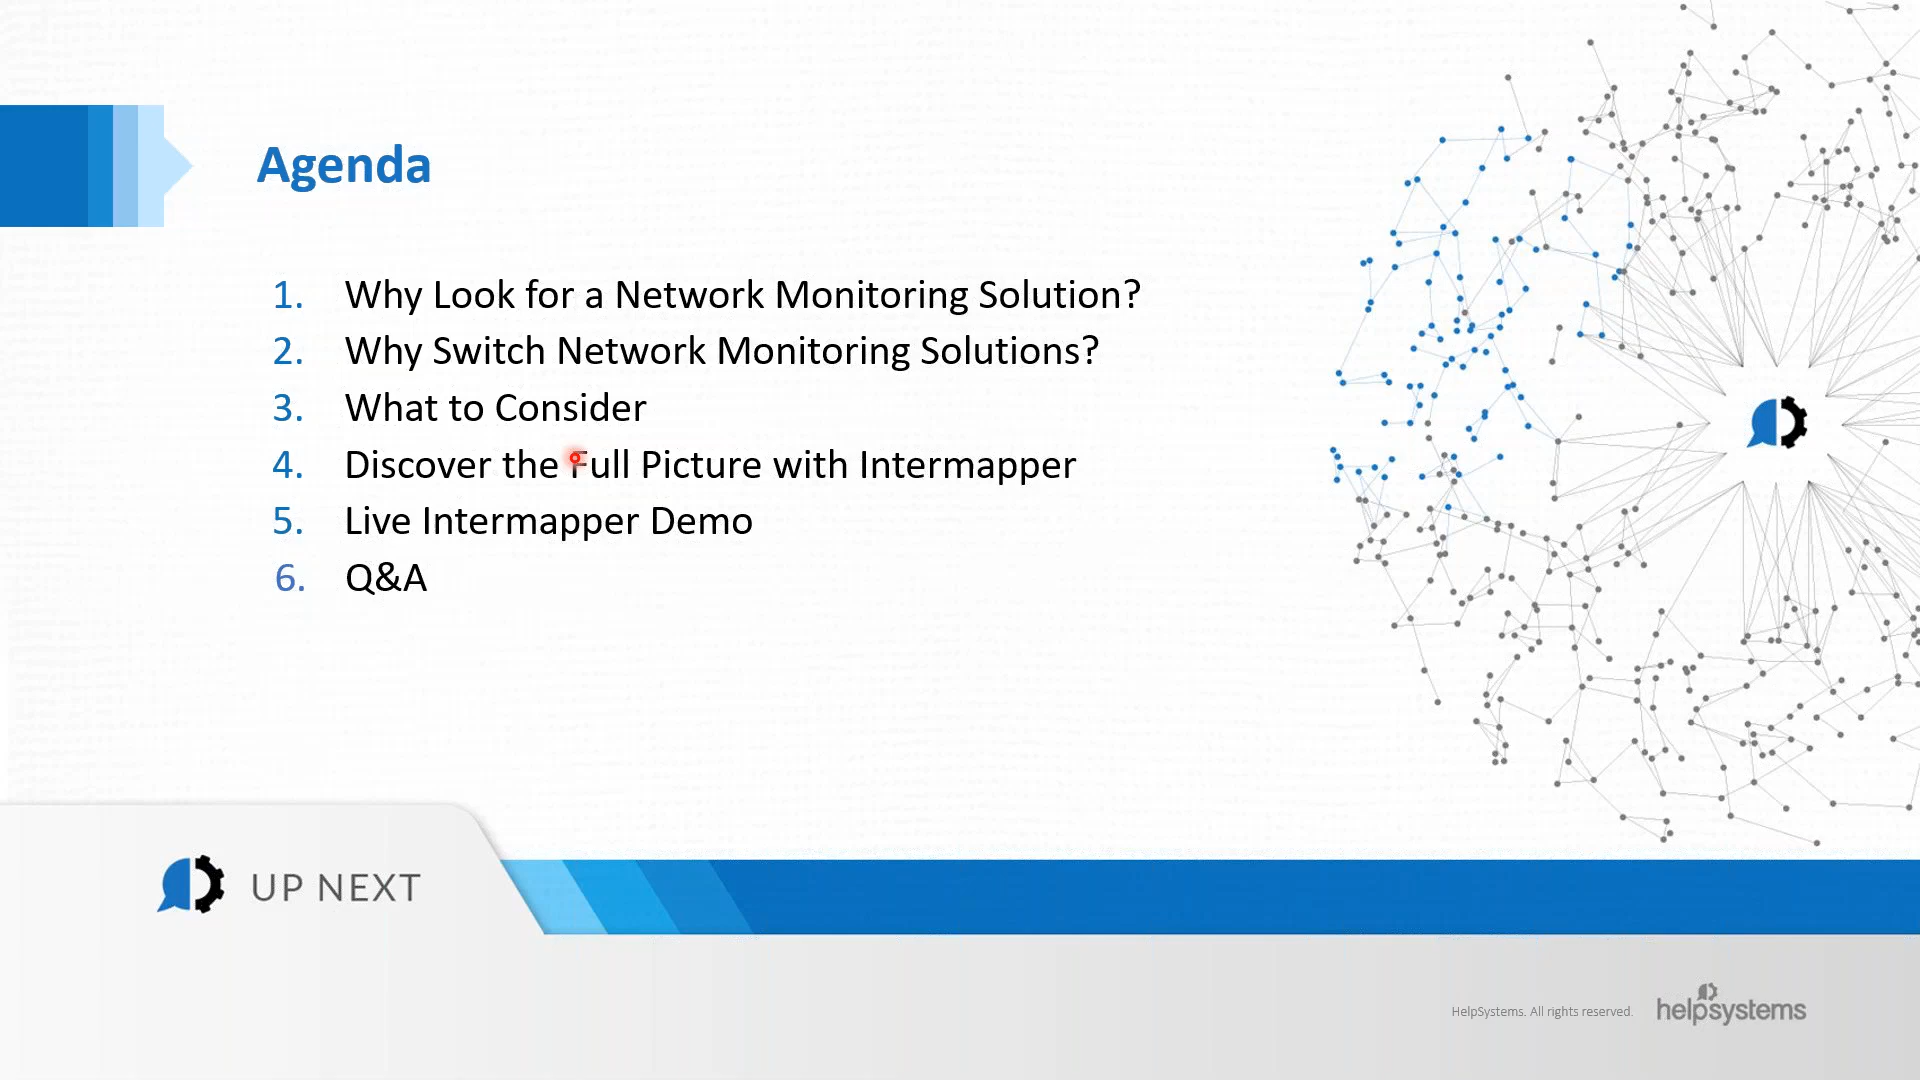 Agenda
1. Why Look for a Network Monitoring Solution?
2. Why Switch Network Monitoring Solutions?
3. What to Consider
4. Discover the Full Picture with Intermapper
5. Live Intermapper Demo
6. Q&A
UP NEXT
HelpSystems. All rights reserved.
helpsystems